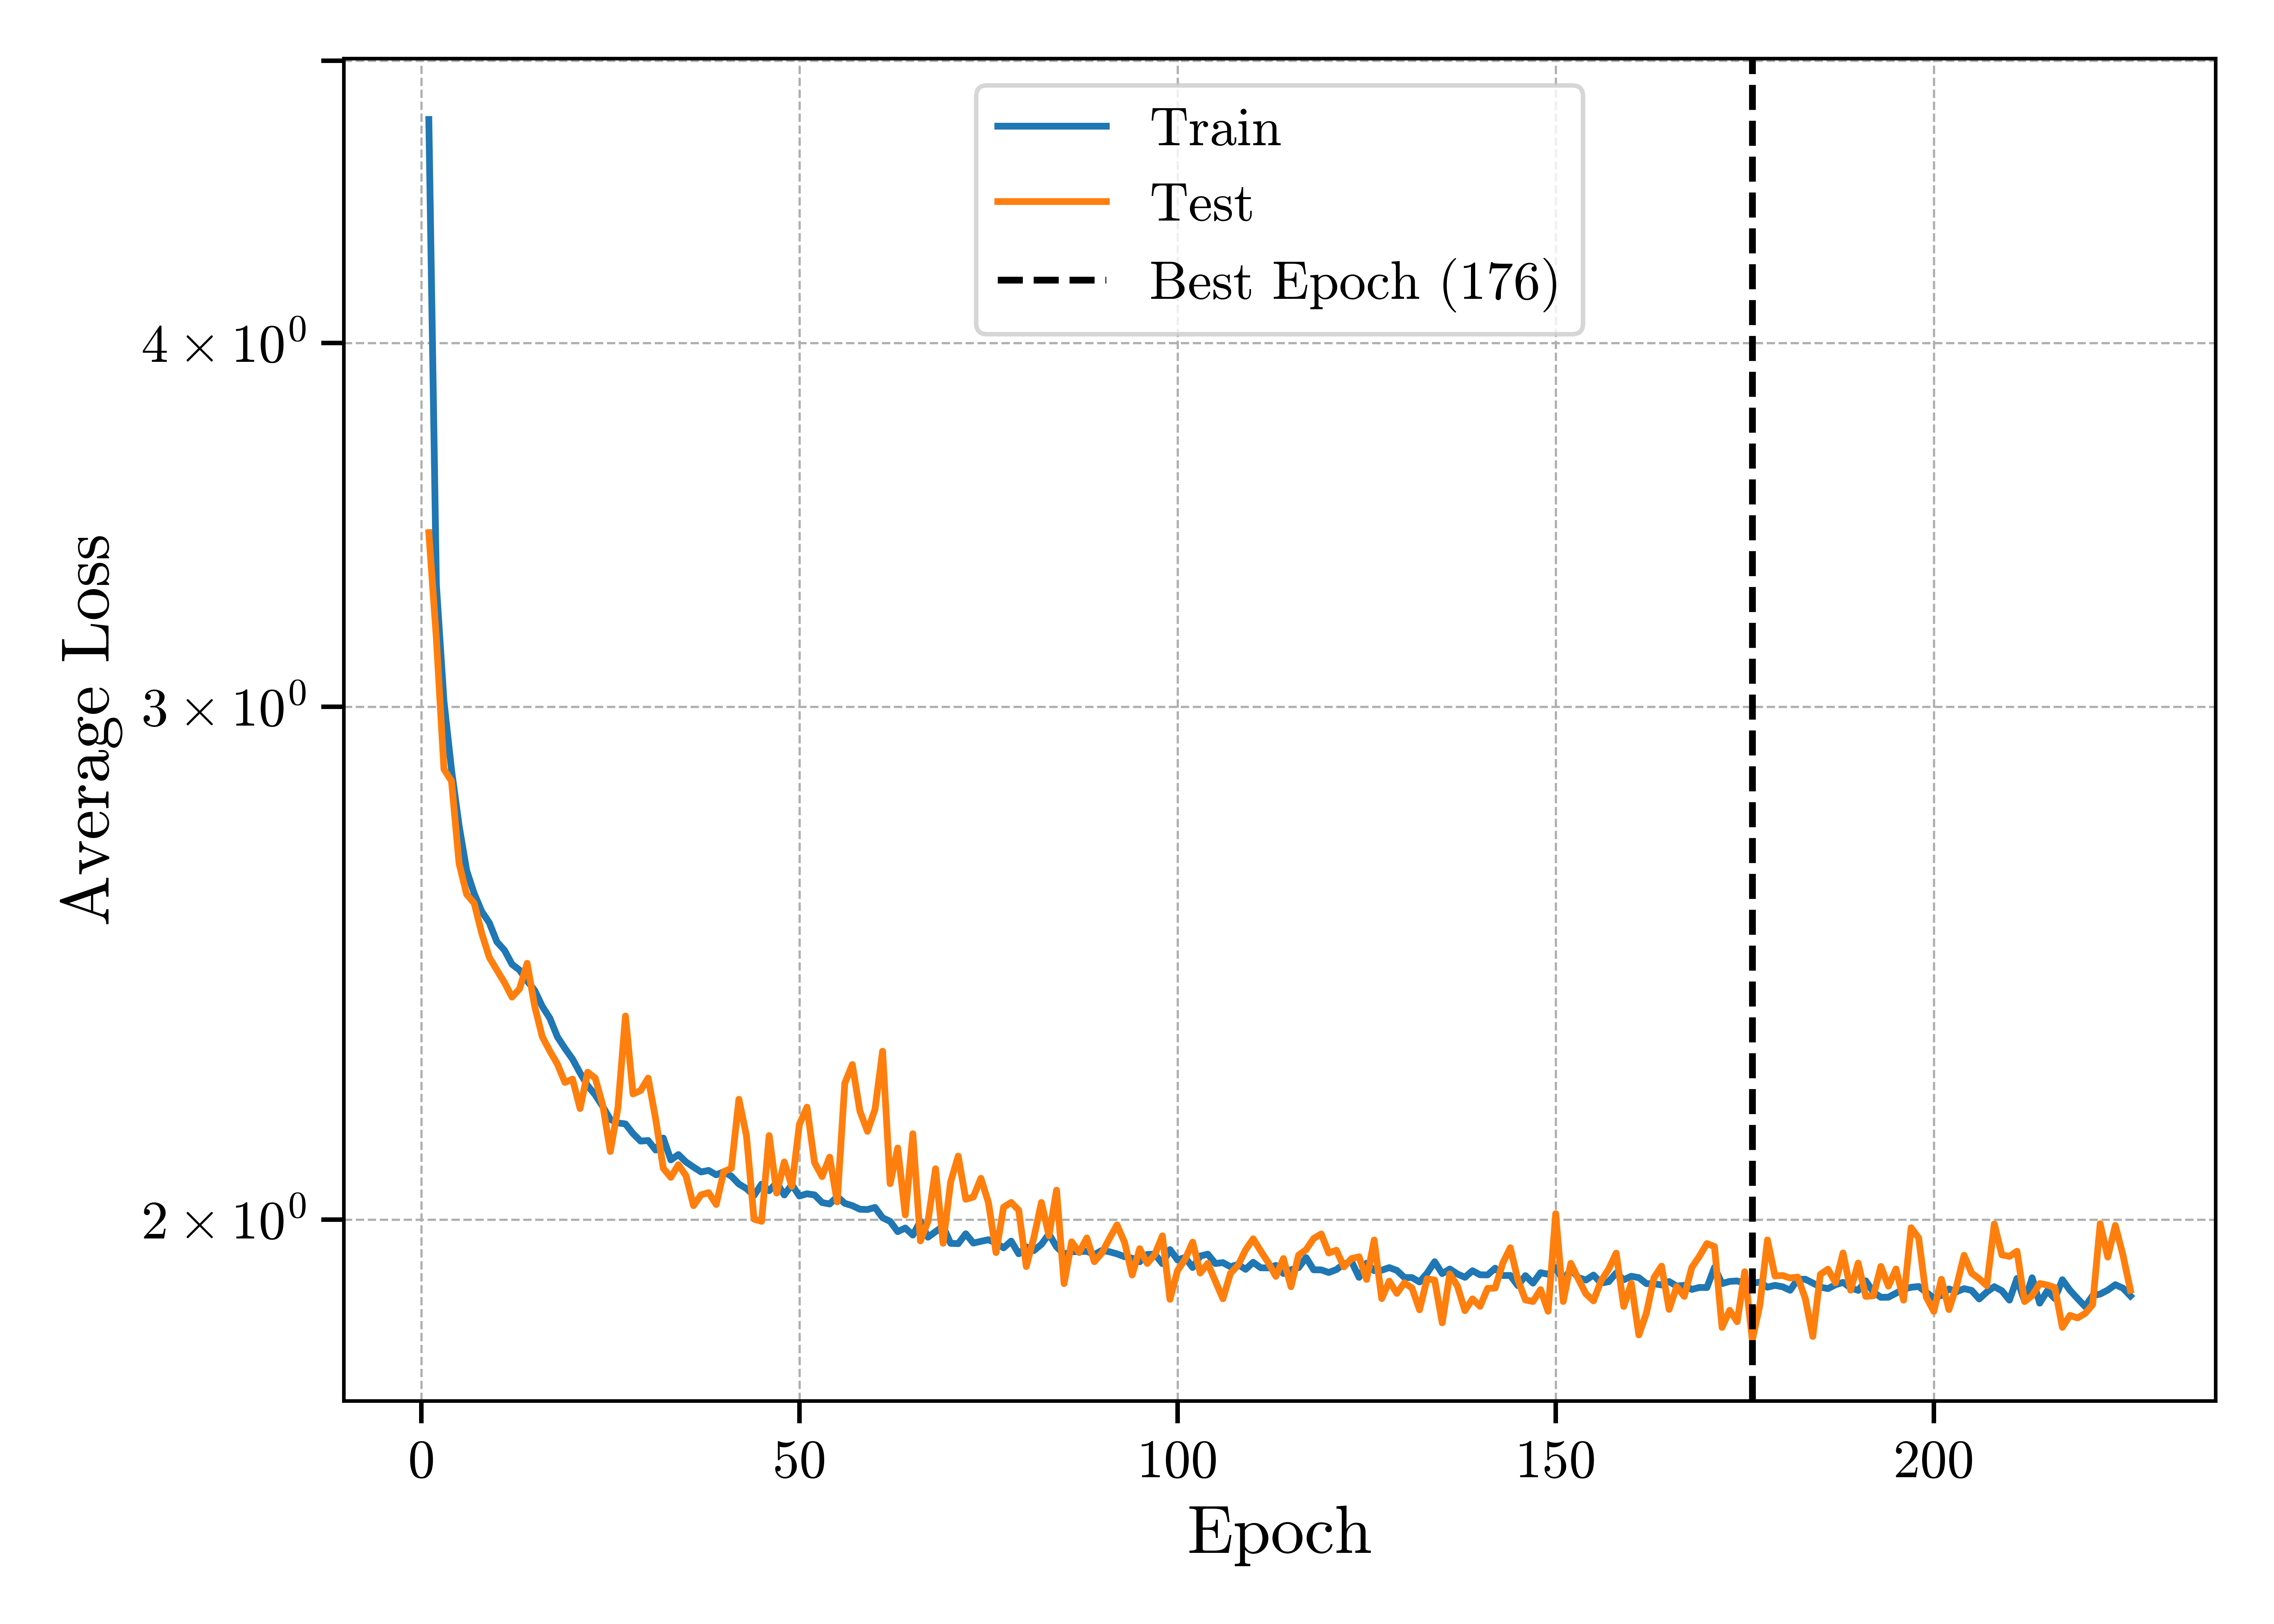 Train
Test
Best Epoch (176)
4 × 10⁰
3 × 10⁰
2 × 10⁰
Average Loss
0 50 100 150 200
Epoch